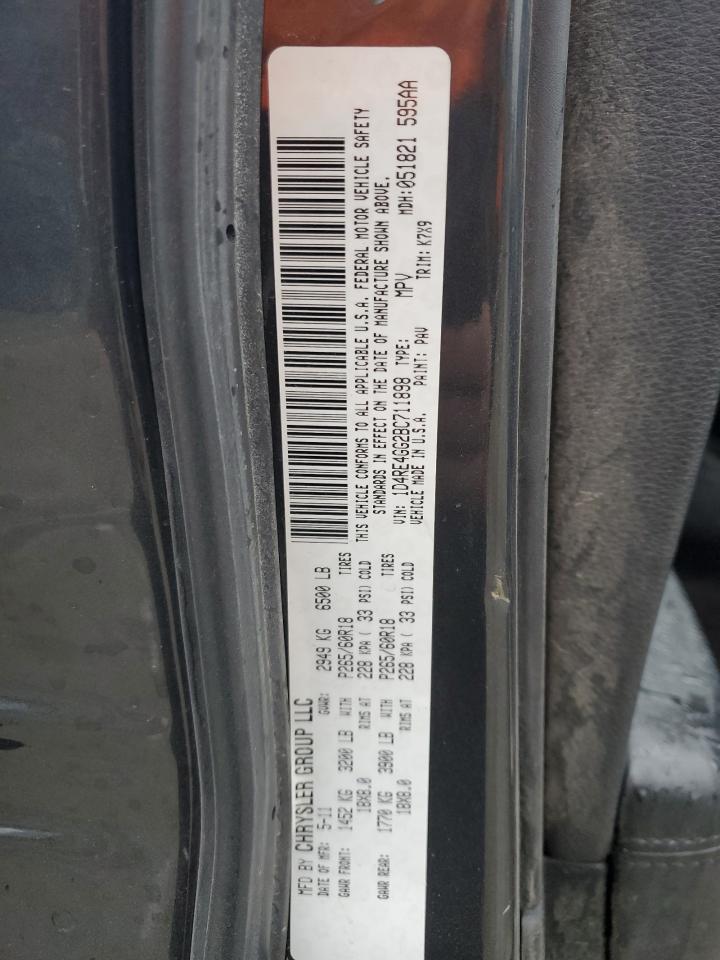 MFD BY CHRYSLER GROUP LLC
DATE OF MFR: 5-11 GVWR: 2949 KG 6500 LB
GAWR FRONT: 1452 KG 3200 LB WITH P265/60R18 TIRES
18X8.0 RIMS AT 228 KPA ( 33 PSI) COLD
GAWR REAR: 1770 KG 3900 LB WITH P265/60R18 TIRES
18X8.0 RIMS AT 228 KPA ( 33 PSI) COLD
THIS VEHICLE CONFORMS TO ALL APPLICABLE U.S.A. FEDERAL MOTOR VEHICLE SAFETY
STANDARDS IN EFFECT ON THE DATE OF MANUFACTURE SHOWN ABOVE.
VIN: 1D4RE4GG2BC711898 TYPE: MPV MDH:051821 595AA
VEHICLE MADE IN U.S.A. PAINT: PAV TRIM: K7X9